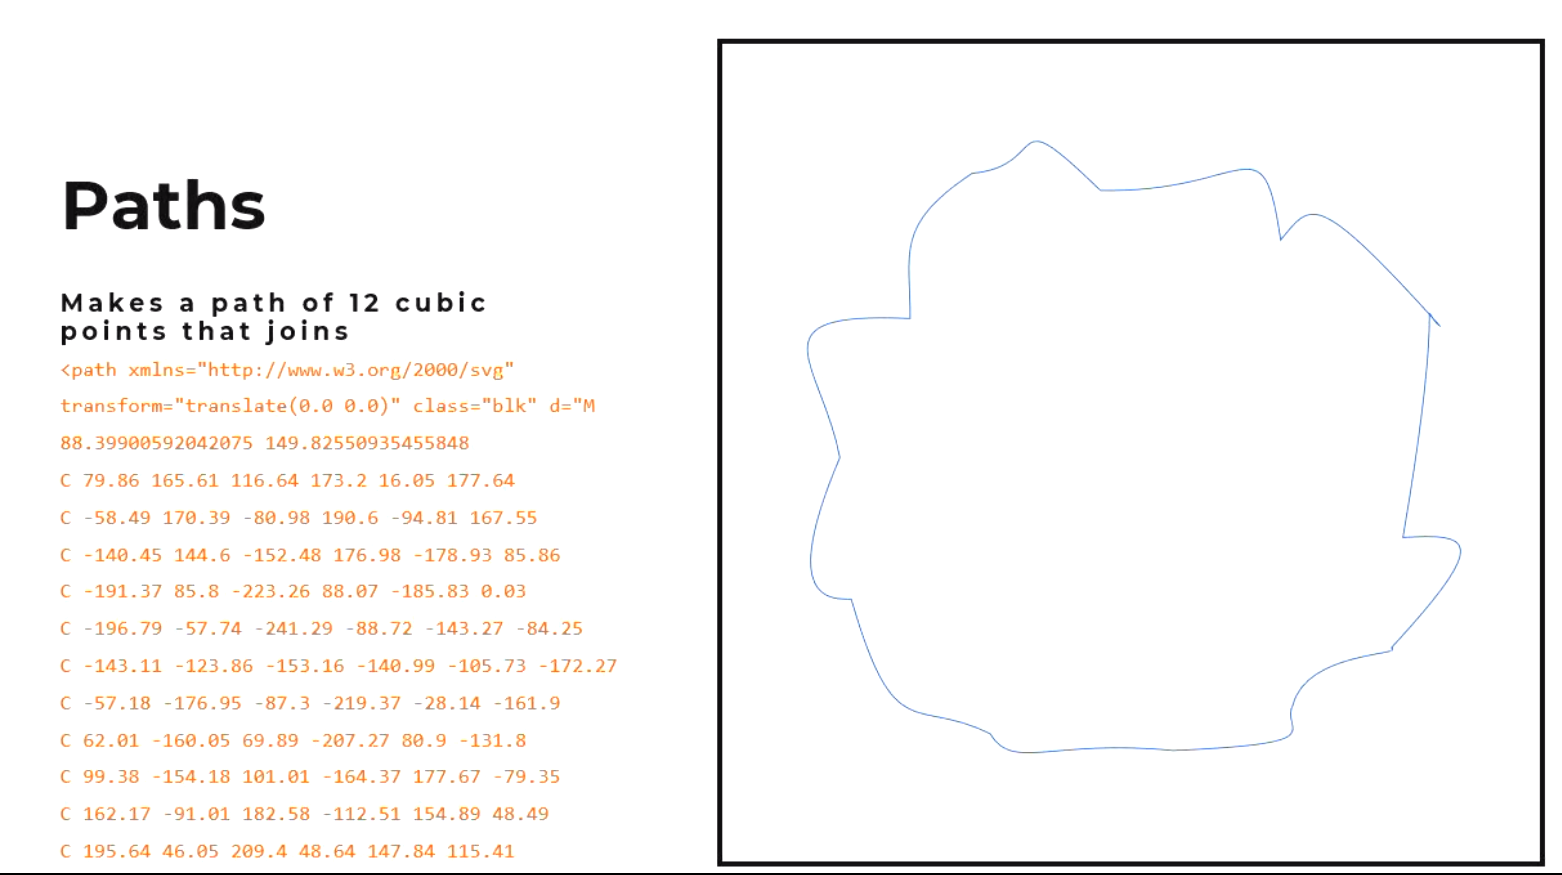 Paths
Makes a path of 12 cubic
points that joins
<path xmlns="http://www.w3.org/2000/svg"
transform="translate(0.0 0.0)" class="blk" d="M
88.39900592042075 149.82550935455848
C 79.86 165.61 116.64 173.2 16.05 177.64
C -58.49 170.39 -80.98 190.6 -94.81 167.55
C -140.45 144.6 -152.48 176.98 -178.93 85.86
C -191.37 85.8 -223.26 88.07 -185.83 0.03
C -196.79 -57.74 -241.29 -88.72 -143.27 -84.25
C -143.11 -123.86 -153.16 -140.99 -105.73 -172.27
C -57.18 -176.95 -87.3 -219.37 -28.14 -161.9
C 62.01 -160.05 69.89 -207.27 80.9 -131.8
C 99.38 -154.18 101.01 -164.37 177.67 -79.35
C 162.17 -91.01 182.58 -112.51 154.89 48.49
C 195.64 46.05 209.4 48.64 147.84 115.41